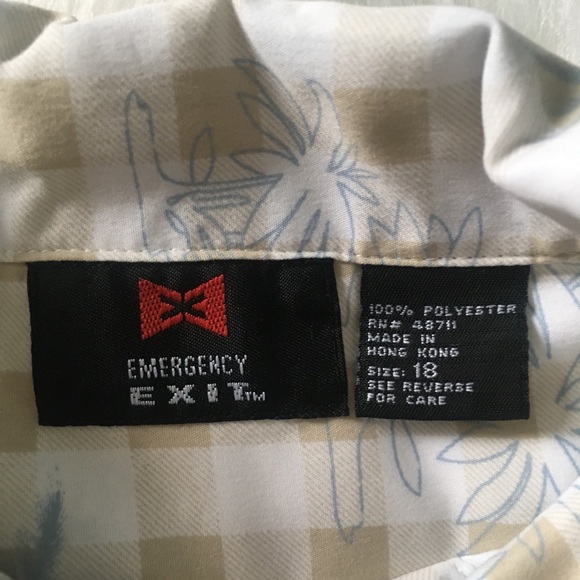 EMERGENCY
EXIT™
100% POLYESTER
RN# 48711
MADE IN
HONG KONG
SIZE: 18
SEE REVERSE
FOR CARE